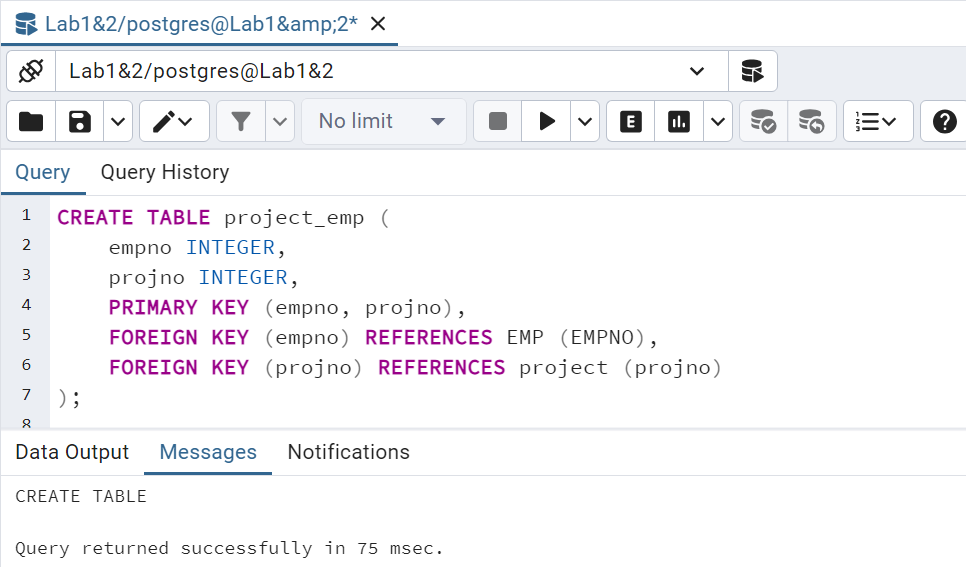 Lab1&2/postgres@Lab1&amp;2*
Lab1&2/postgres@Lab1&2
No limit
E
Query Query History
1 CREATE TABLE project_emp (
2 empno INTEGER,
3 projno INTEGER,
4 PRIMARY KEY (empno, projno),
5 FOREIGN KEY (empno) REFERENCES EMP (EMPNO),
6 FOREIGN KEY (projno) REFERENCES project (projno)
7 );
8
Data Output Messages Notifications
CREATE TABLE
Query returned successfully in 75 msec.